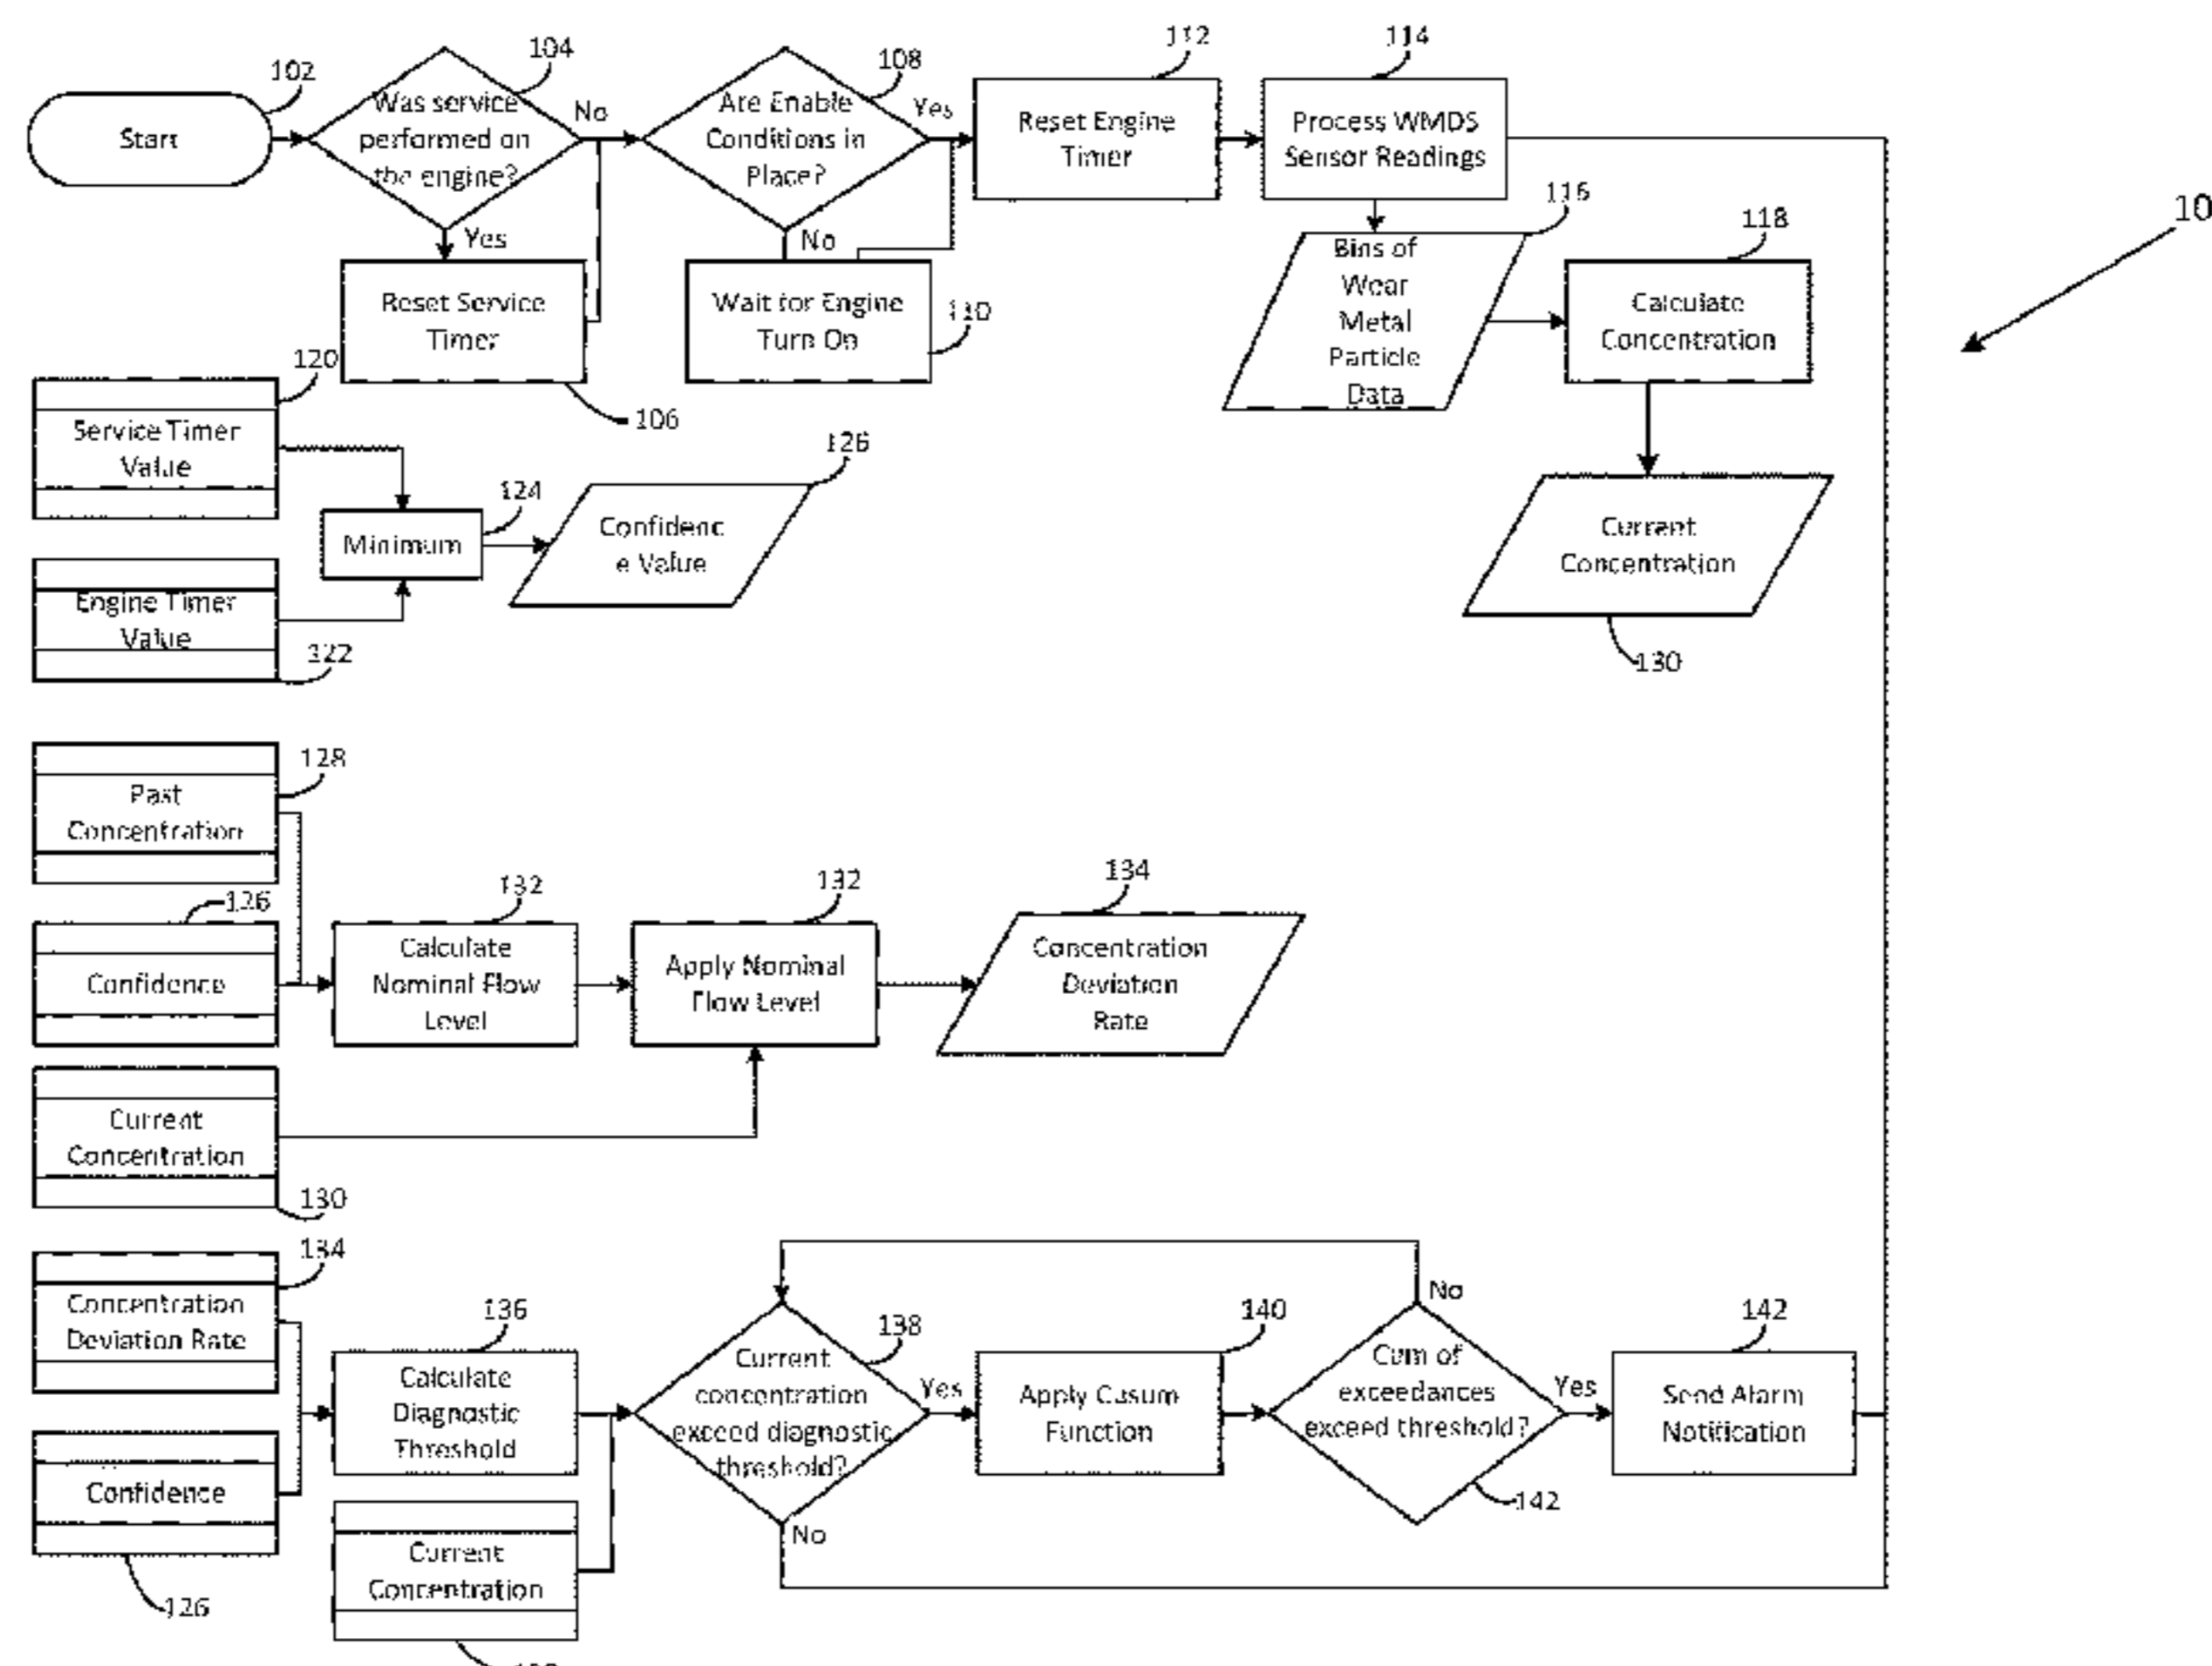 102
Start
104
Was service
performed on
the engine?
No
Yes
Reset Service
Timer
106
108
Are Enable
Conditions in
Place?
Yes
No
Wait for Engine
Turn On
110
112
Reset Engine
Timer
114
Process WMDS
Sensor Readings
116
Bins of
Wear
Metal
Particle
Data
118
Calculate
Concentration
Current
Concentration
130
10
120
Service Timer
Value
Engine Timer
Value
122
124
Minimum
126
Confidenc
e Value
128
Past
Concentration
126
Confidence
Current
Concentration
130
132
Calculate
Nominal Flow
Level
132
Apply Nominal
Flow Level
134
Concentration
Deviation
Rate
134
Concentration
Deviation Rate
Confidence
126
136
Calculate
Diagnostic
Threshold
Current
Concentration
138
Current
concentration
exceed diagnostic
threshold?
Yes
No
140
Apply Cusum
Function
No
Cum of
exceedances
exceed threshold?
142
Yes
142
Send Alarm
Notification